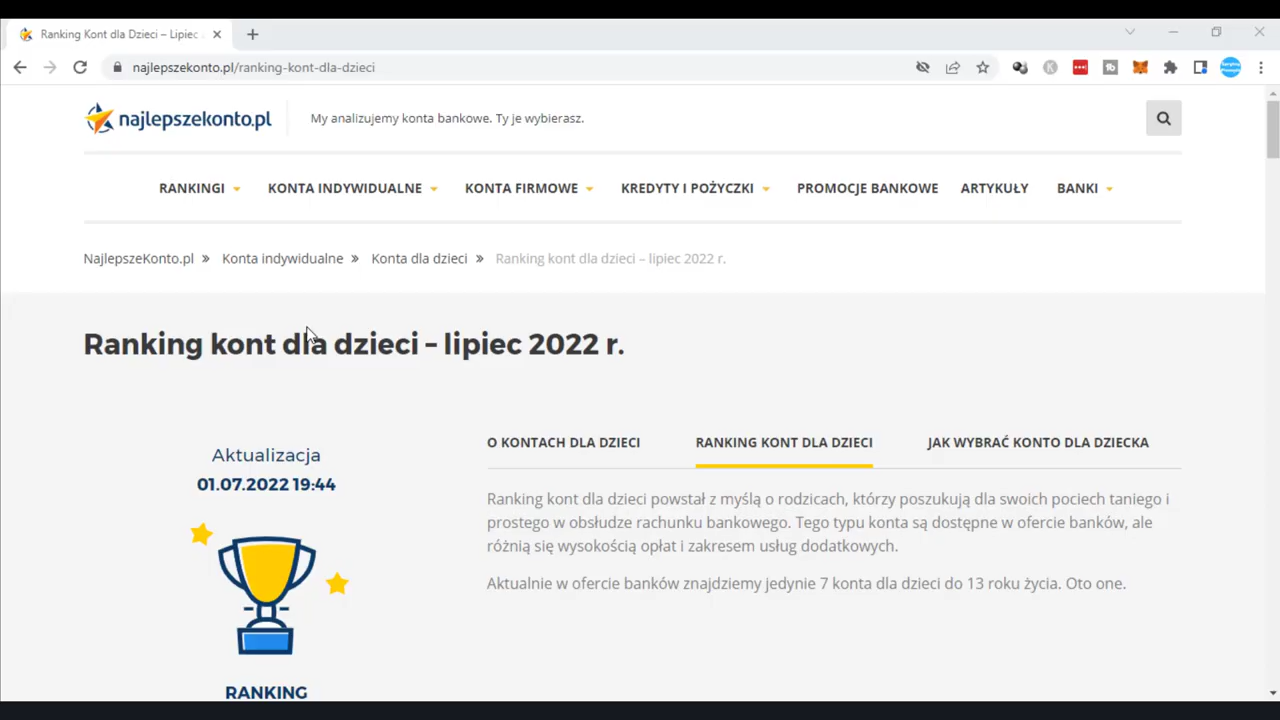 Ranking Kont dla Dzieci – Lipiec
najlepszekonto.pl/ranking-kont-dla-dzieci
najlepszekonto.pl
My analizujemy konta bankowe. Ty je wybierasz.
RANKINGI KONTA INDYWIDUALNE KONTA FIRMOWE KREDYTY I POŻYCZKI PROMOCJE BANKOWE ARTYKUŁY BANKI
NajlepszeKonto.pl » Konta indywidualne » Konta dla dzieci » Ranking kont dla dzieci – lipiec 2022 r.
Ranking kont dla dzieci – lipiec 2022 r.
Aktualizacja
01.07.2022 19:44
RANKING
O KONTACH DLA DZIECI RANKING KONT DLA DZIECI JAK WYBRAĆ KONTO DLA DZIECKA
Ranking kont dla dzieci powstał z myślą o rodzicach, którzy poszukują dla swoich pociech taniego i
prostego w obsłudze rachunku bankowego. Tego typu konta są dostępne w ofercie banków, ale
różnią się wysokością opłat i zakresem usług dodatkowych.
Aktualnie w ofercie banków znajdziemy jedynie 7 konta dla dzieci do 13 roku życia. Oto one.